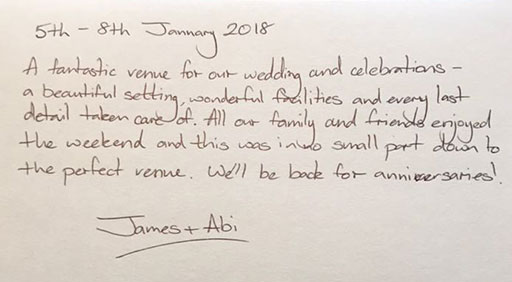 5th - 8th January 2018
A fantastic venue for our wedding and celebrations -
a beautiful setting, wonderful facilities and every last
detail taken care of. All our family and friends enjoyed
the weekend and this was in no small part down to
the perfect venue. We'll be back for anniversaries!
James + Abi